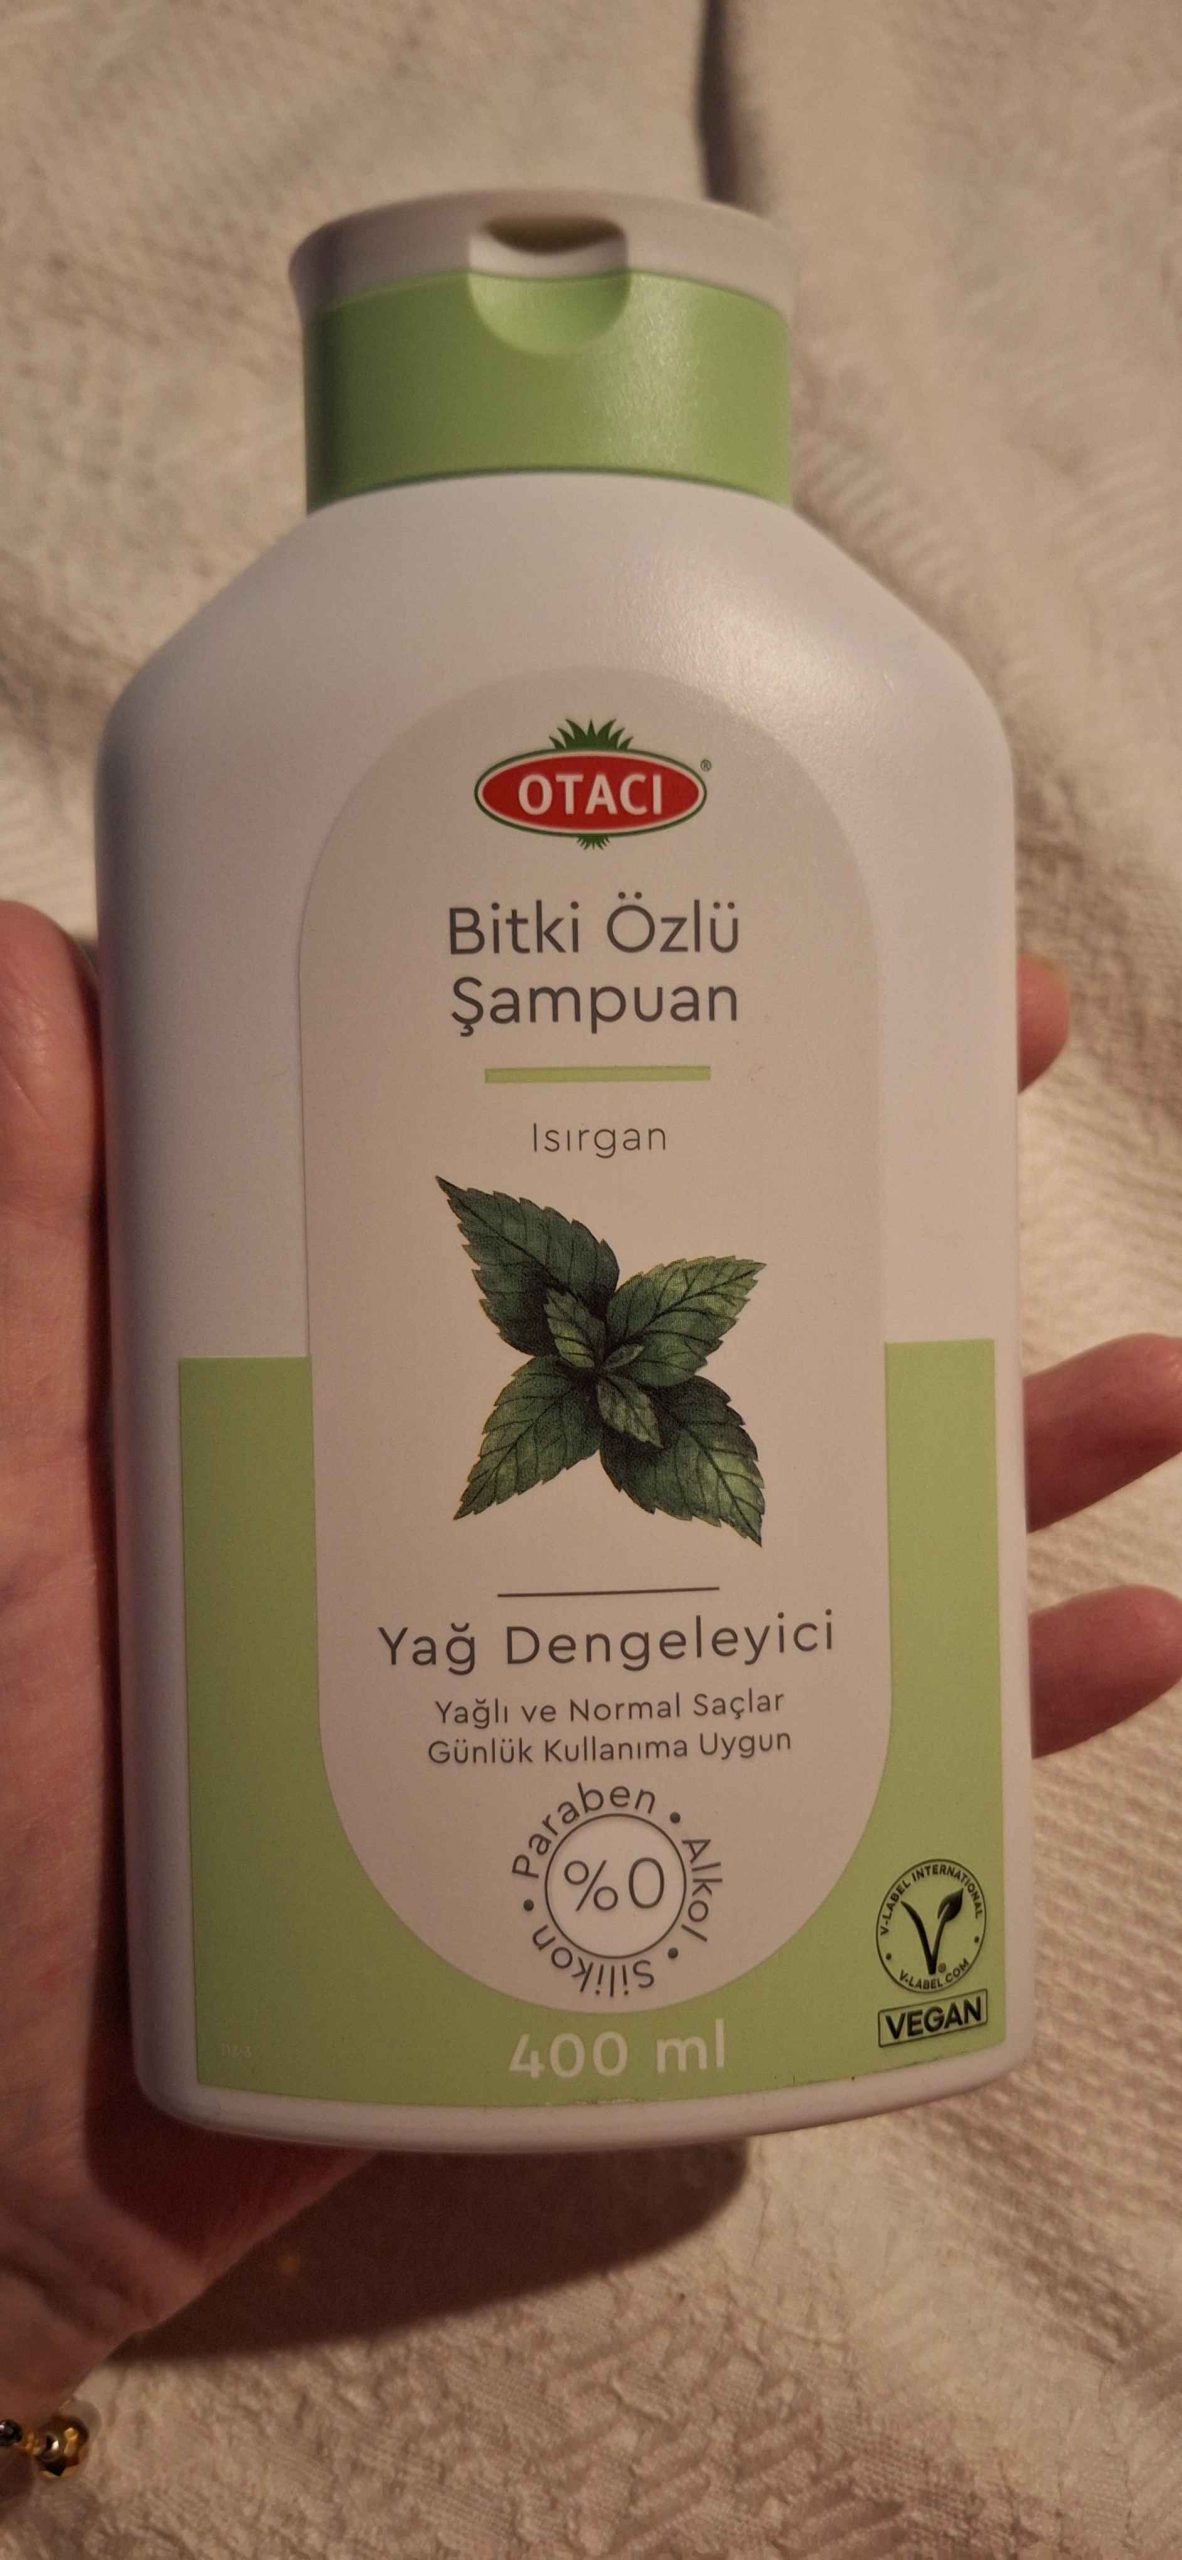 OTACI®
Bitki Özlü
Şampuan
Isırgan
Yağ Dengeleyici
Yağlı ve Normal Saçlar
Günlük Kullanıma Uygun
Paraben • Alkol • Silikon •
%0
400 ml
V-LABEL INTERNATIONAL
• V-LABEL.COM •
VEGAN